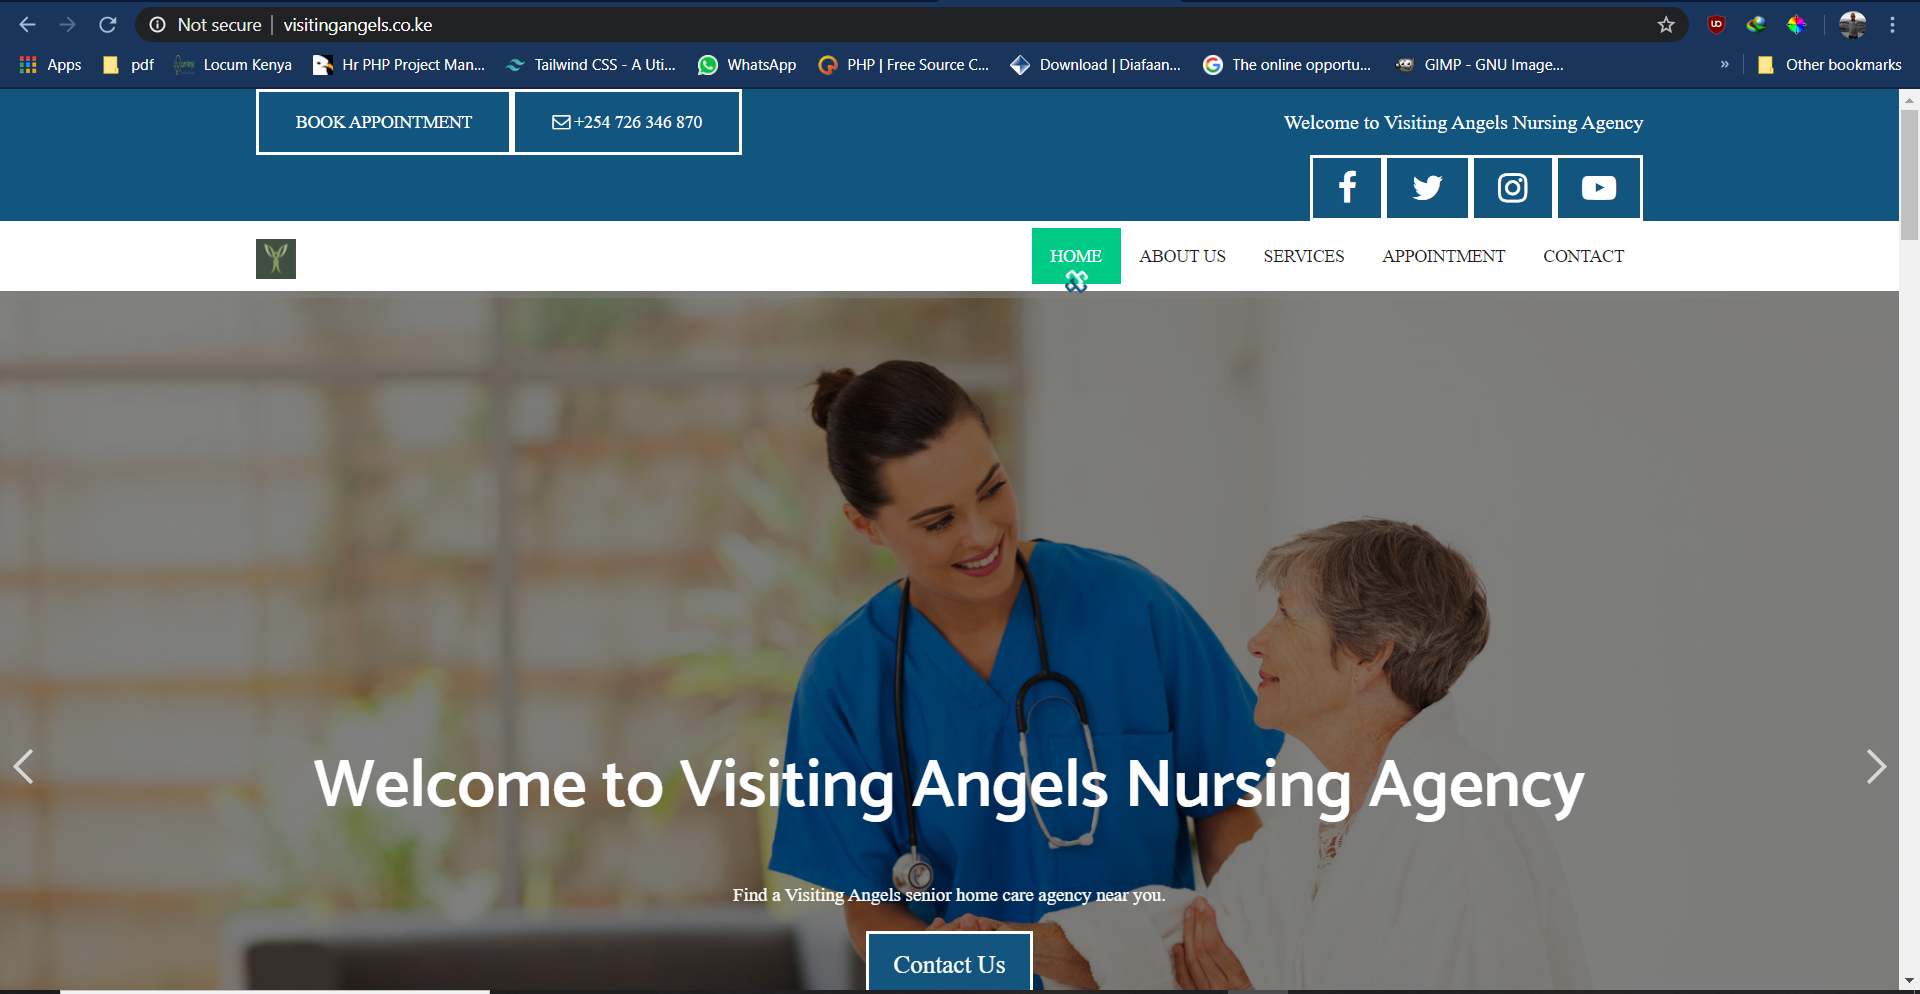 Not secure | visitingangels.co.ke
Apps pdf Locum Kenya Hr PHP Project Man... Tailwind CSS - A Uti... WhatsApp PHP | Free Source C... Download | Diafaan... The online opportu... GIMP - GNU Image... » Other bookmarks
BOOK APPOINTMENT +254 726 346 870 Welcome to Visiting Angels Nursing Agency
HOME ABOUT US SERVICES APPOINTMENT CONTACT
Welcome to Visiting Angels Nursing Agency
Find a Visiting Angels senior home care agency near you.
Contact Us